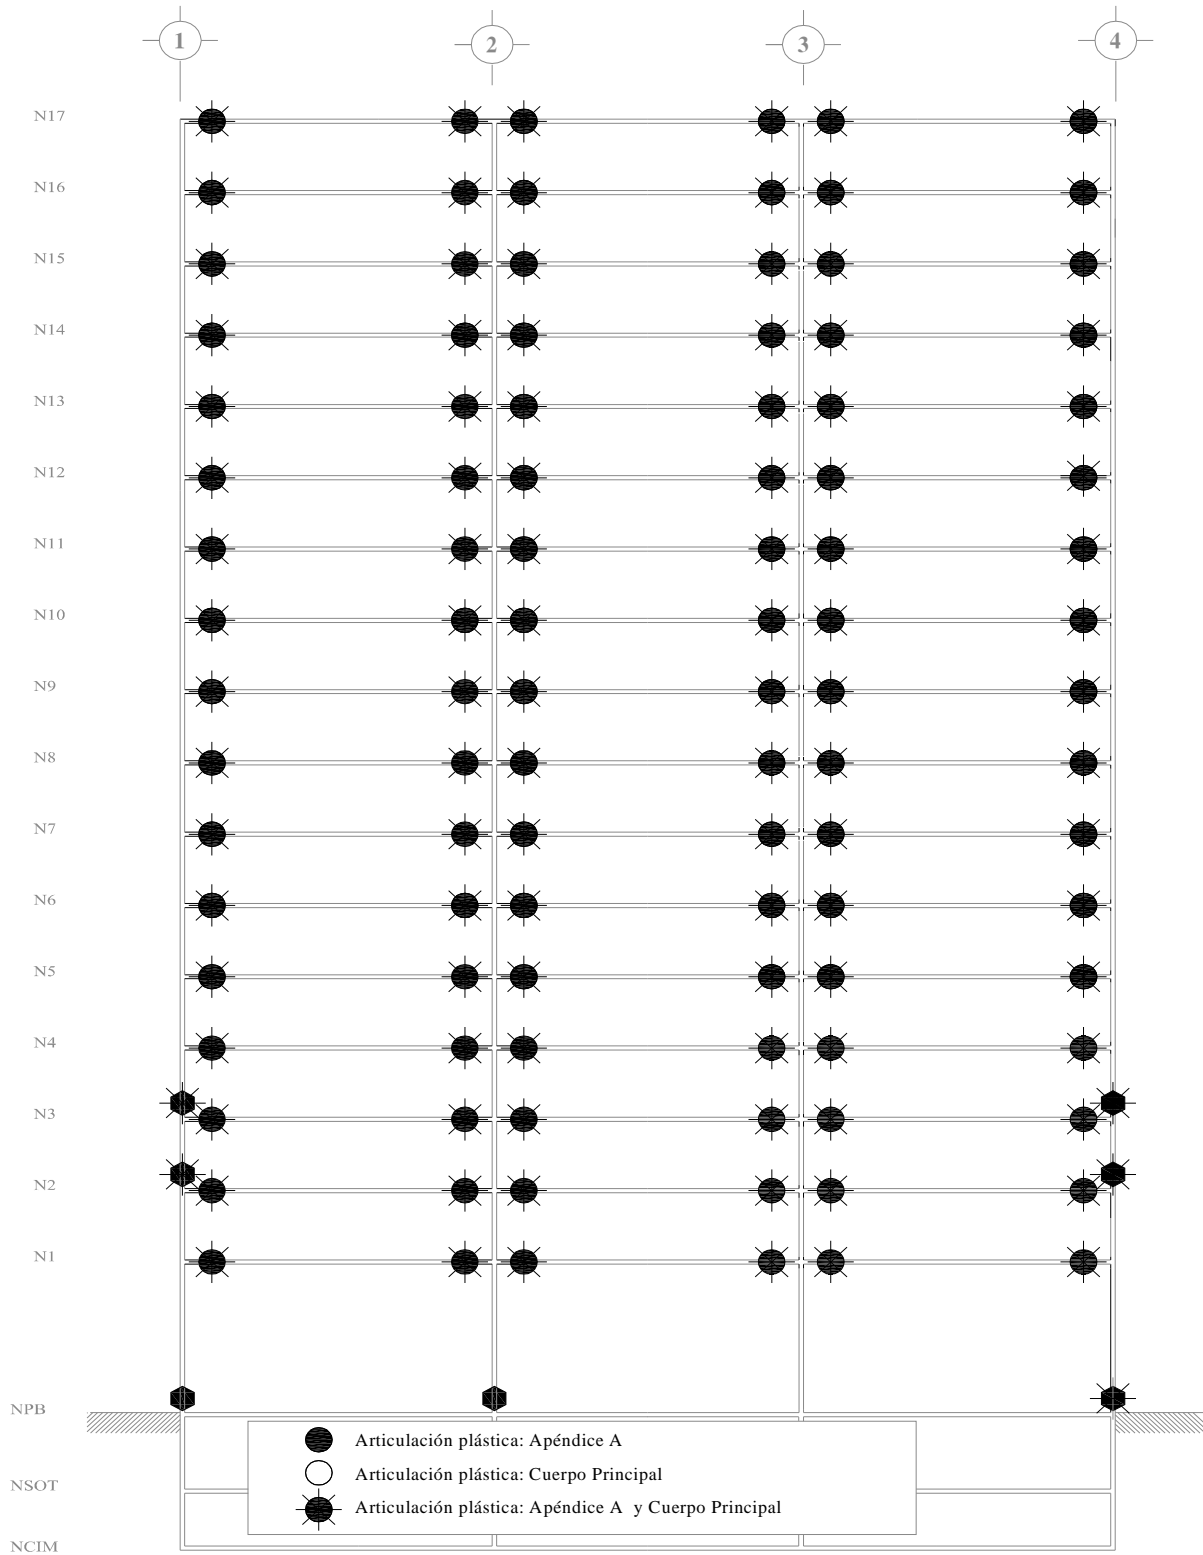 1 2 3 4
N17
N16
N15
N14
N13
N12
N11
N10
N9
N8
N7
N6
N5
N4
N3
N2
N1
NPB
Articulación plástica: Apéndice A
Articulación plástica: Cuerpo Principal
NSOT
Articulación plástica: Apéndice A y Cuerpo Principal
NCIM